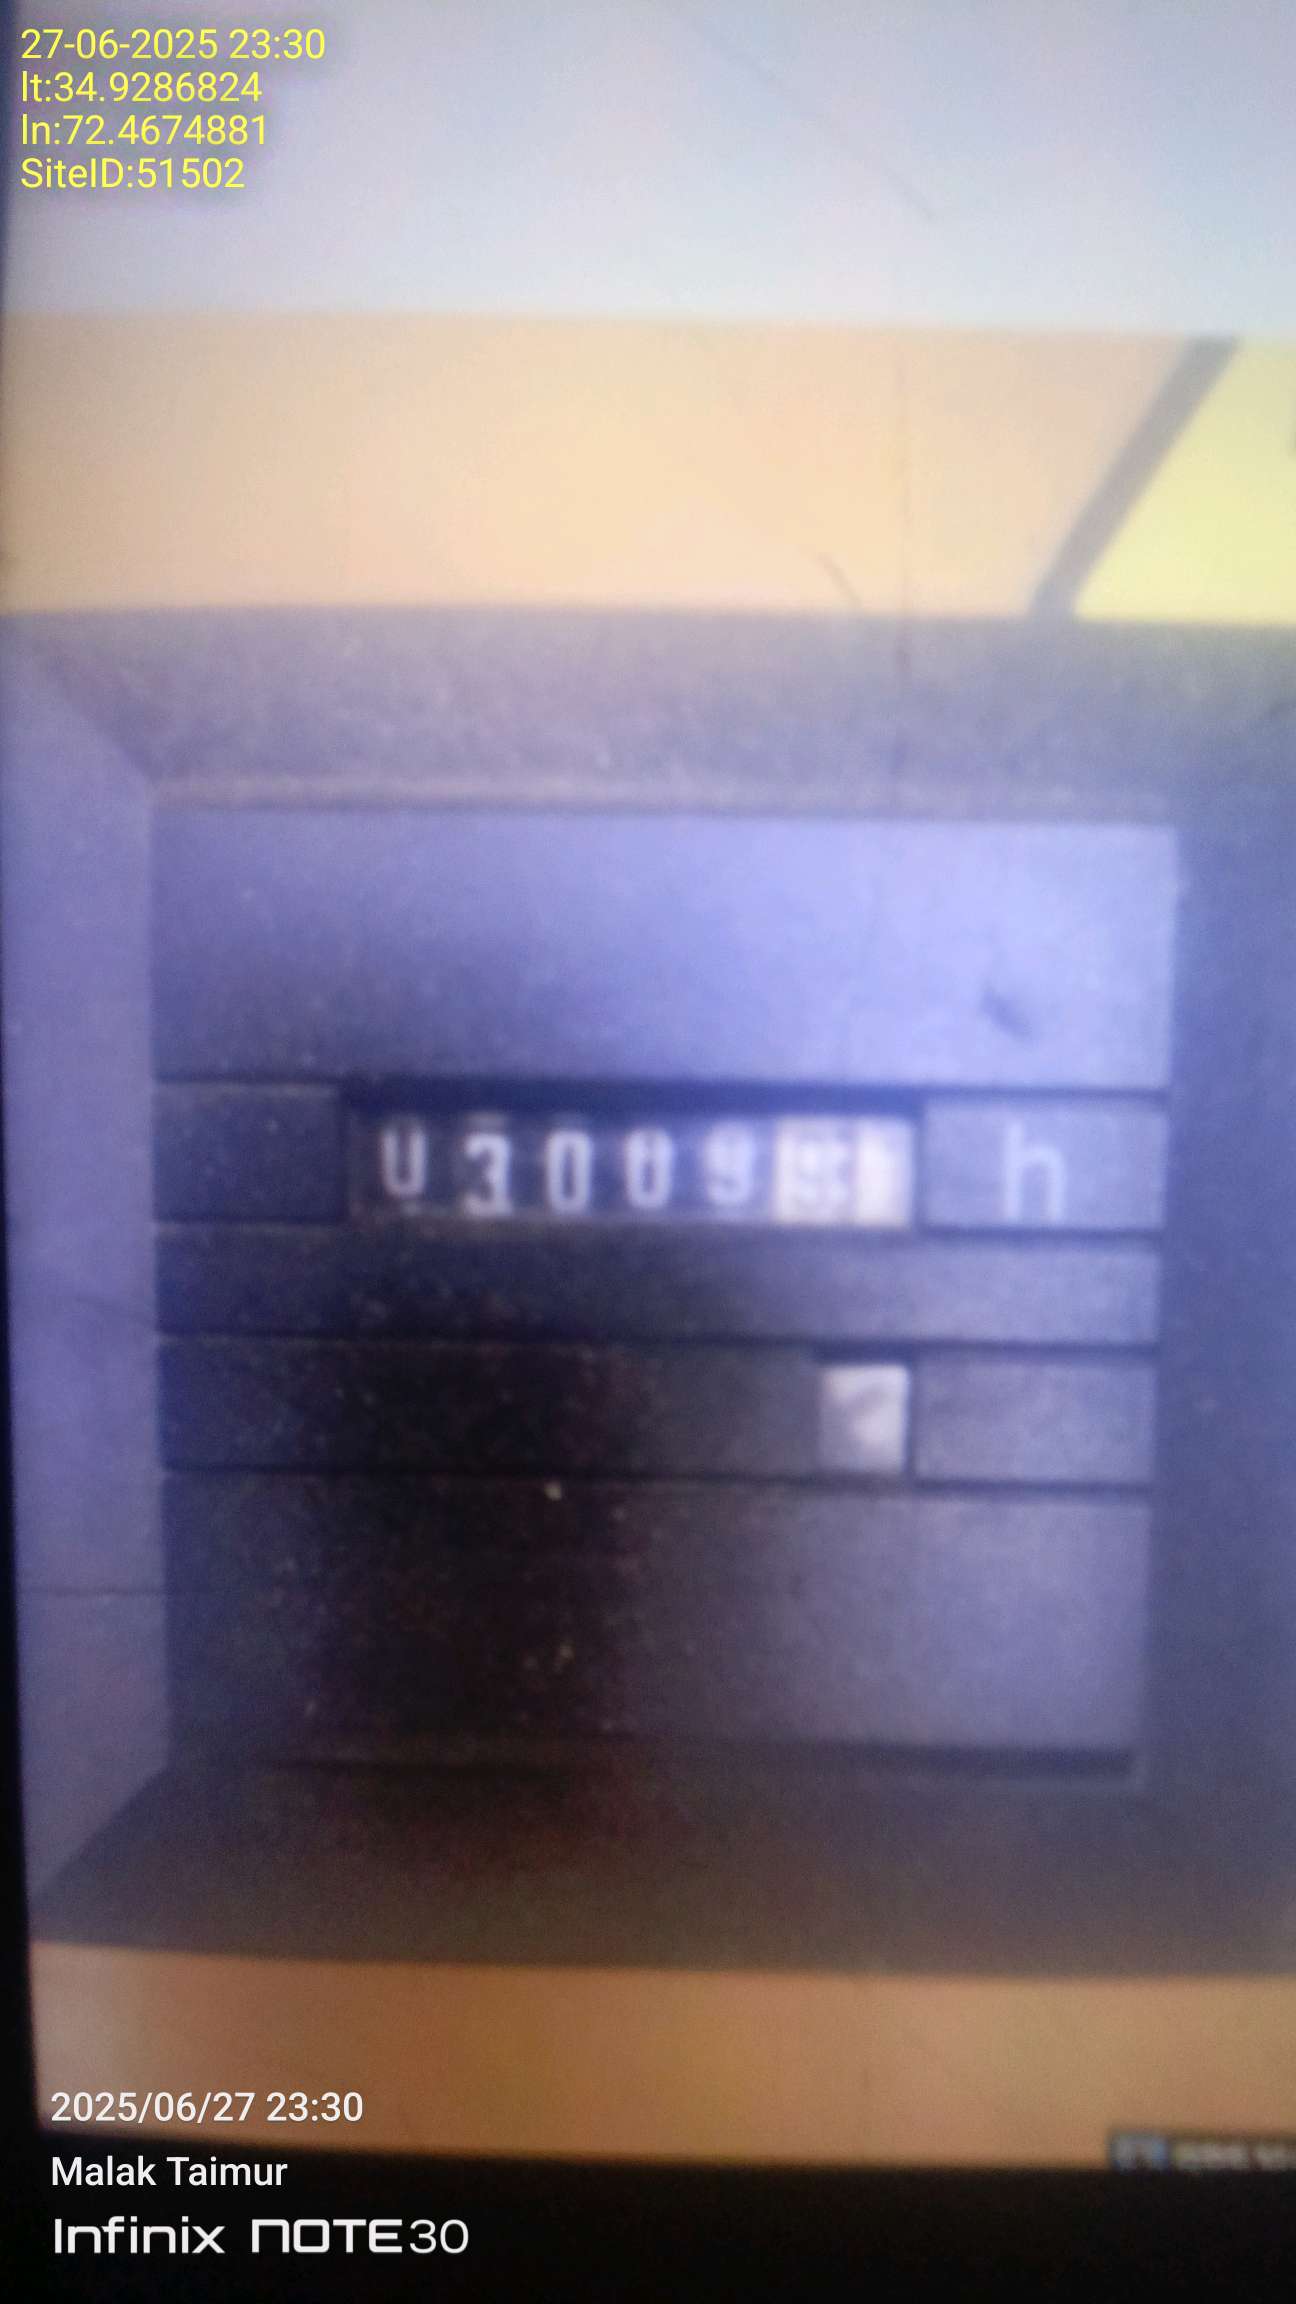 27-06-2025 23:30
lt:34.9286824
ln:72.4674881
SiteID:51502
h
2025/06/27 23:30
Malak Taimur
Infinix NOTE30